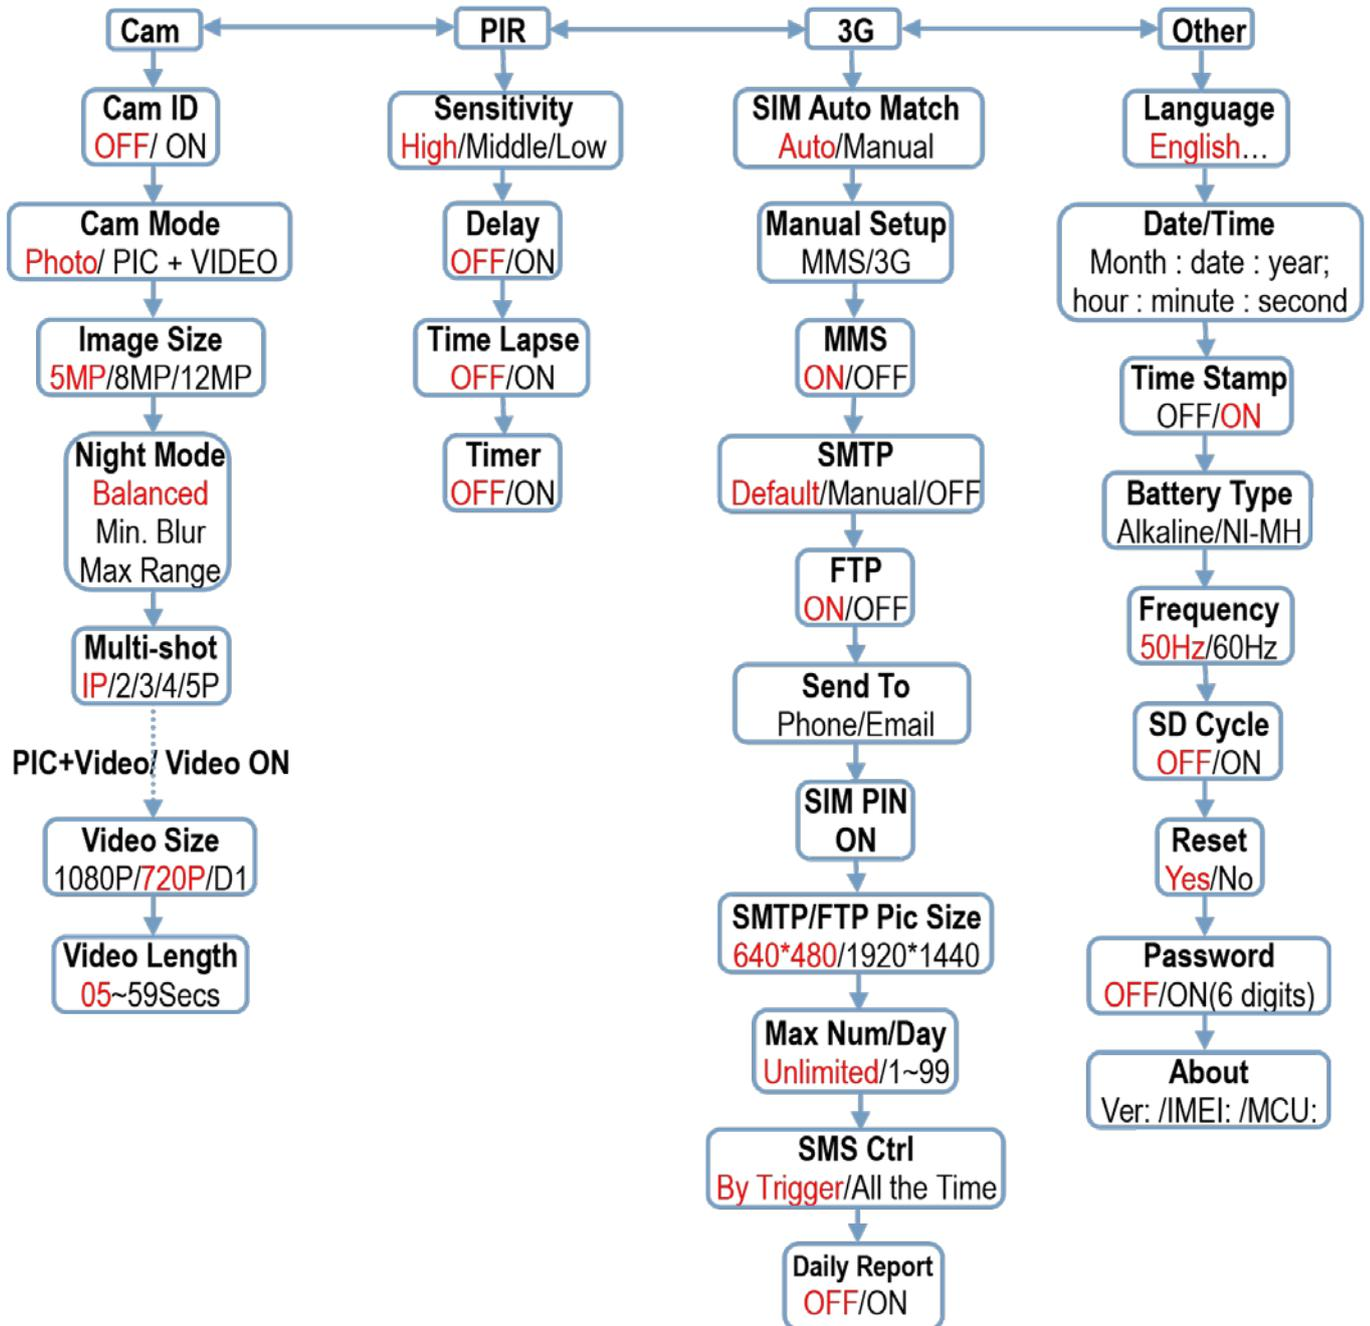 Cam
PIR
3G
Other
Cam ID
OFF/ ON
Cam Mode
Photo/ PIC + VIDEO
Image Size
5MP/8MP/12MP
Night Mode
Balanced
Min. Blur
Max Range
Multi-shot
IP/2/3/4/5P
PIC+Video/ Video ON
Video Size
1080P/720P/D1
Video Length
05~59Secs
Sensitivity
High/Middle/Low
Delay
OFF/ON
Time Lapse
OFF/ON
Timer
OFF/ON
SIM Auto Match
Auto/Manual
Manual Setup
MMS/3G
MMS
ON/OFF
SMTP
Default/Manual/OFF
FTP
ON/OFF
Send To
Phone/Email
SIM PIN
ON
SMTP/FTP Pic Size
640*480/1920*1440
Max Num/Day
Unlimited/1~99
SMS Ctrl
By Trigger/All the Time
Daily Report
OFF/ON
Language
English...
Date/Time
Month : date : year;
hour : minute : second
Time Stamp
OFF/ON
Battery Type
Alkaline/NI-MH
Frequency
50Hz/60Hz
SD Cycle
OFF/ON
Reset
Yes/No
Password
OFF/ON(6 digits)
About
Ver: /IMEI: /MCU: